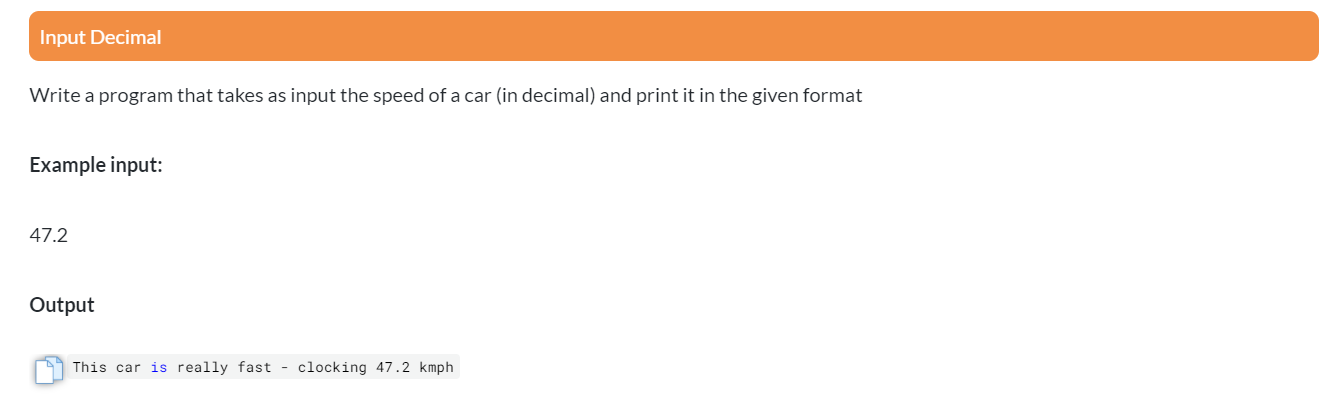 Input Decimal
Write a program that takes as input the speed of a car (in decimal) and print it in the given format
Example input:
47.2
Output
This car is really fast - clocking 47.2 kmph